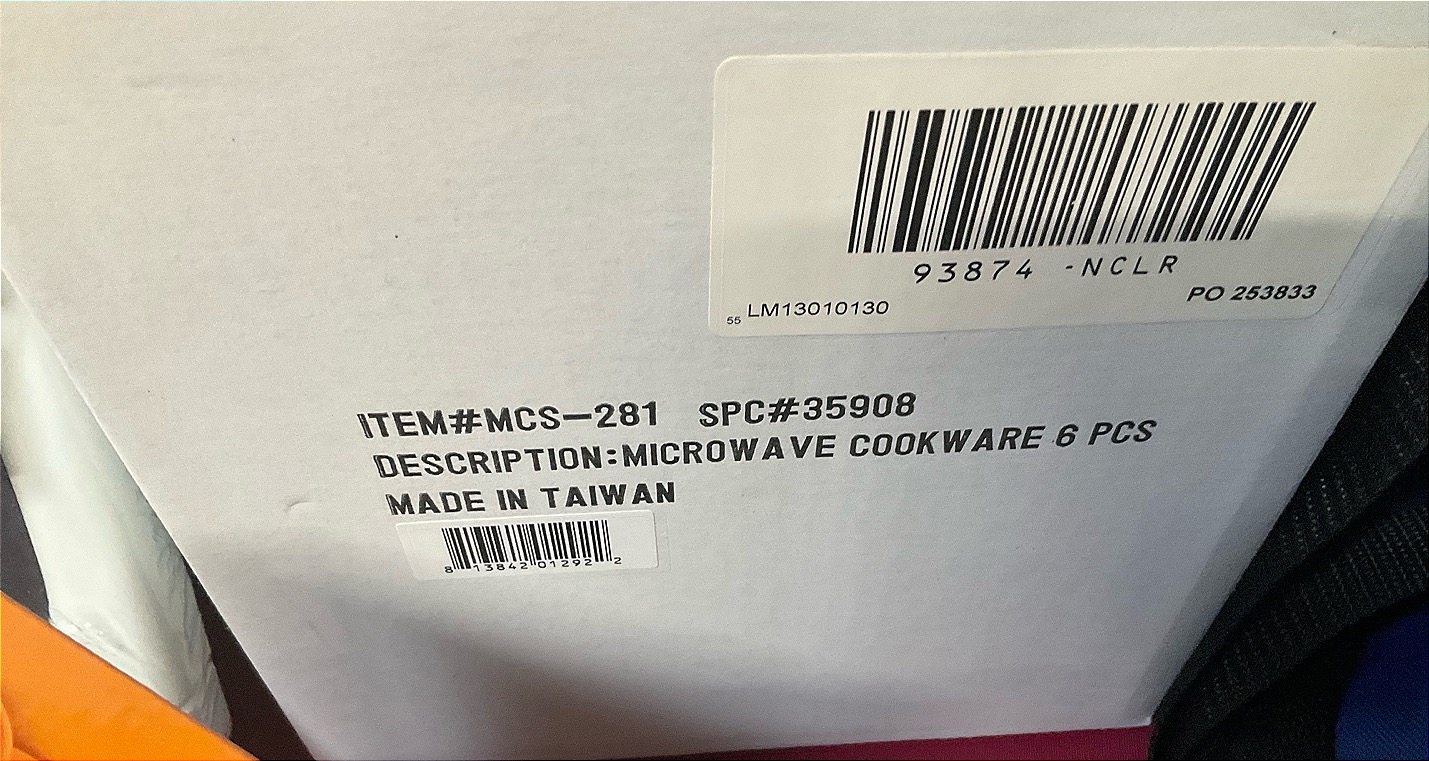 93874 -NCLR
55 LM13010130 PO 253833
ITEM#MCS-281 SPC#35908
DESCRIPTION:MICROWAVE COOKWARE 6 PCS
MADE IN TAIWAN
8 13842 01292 2